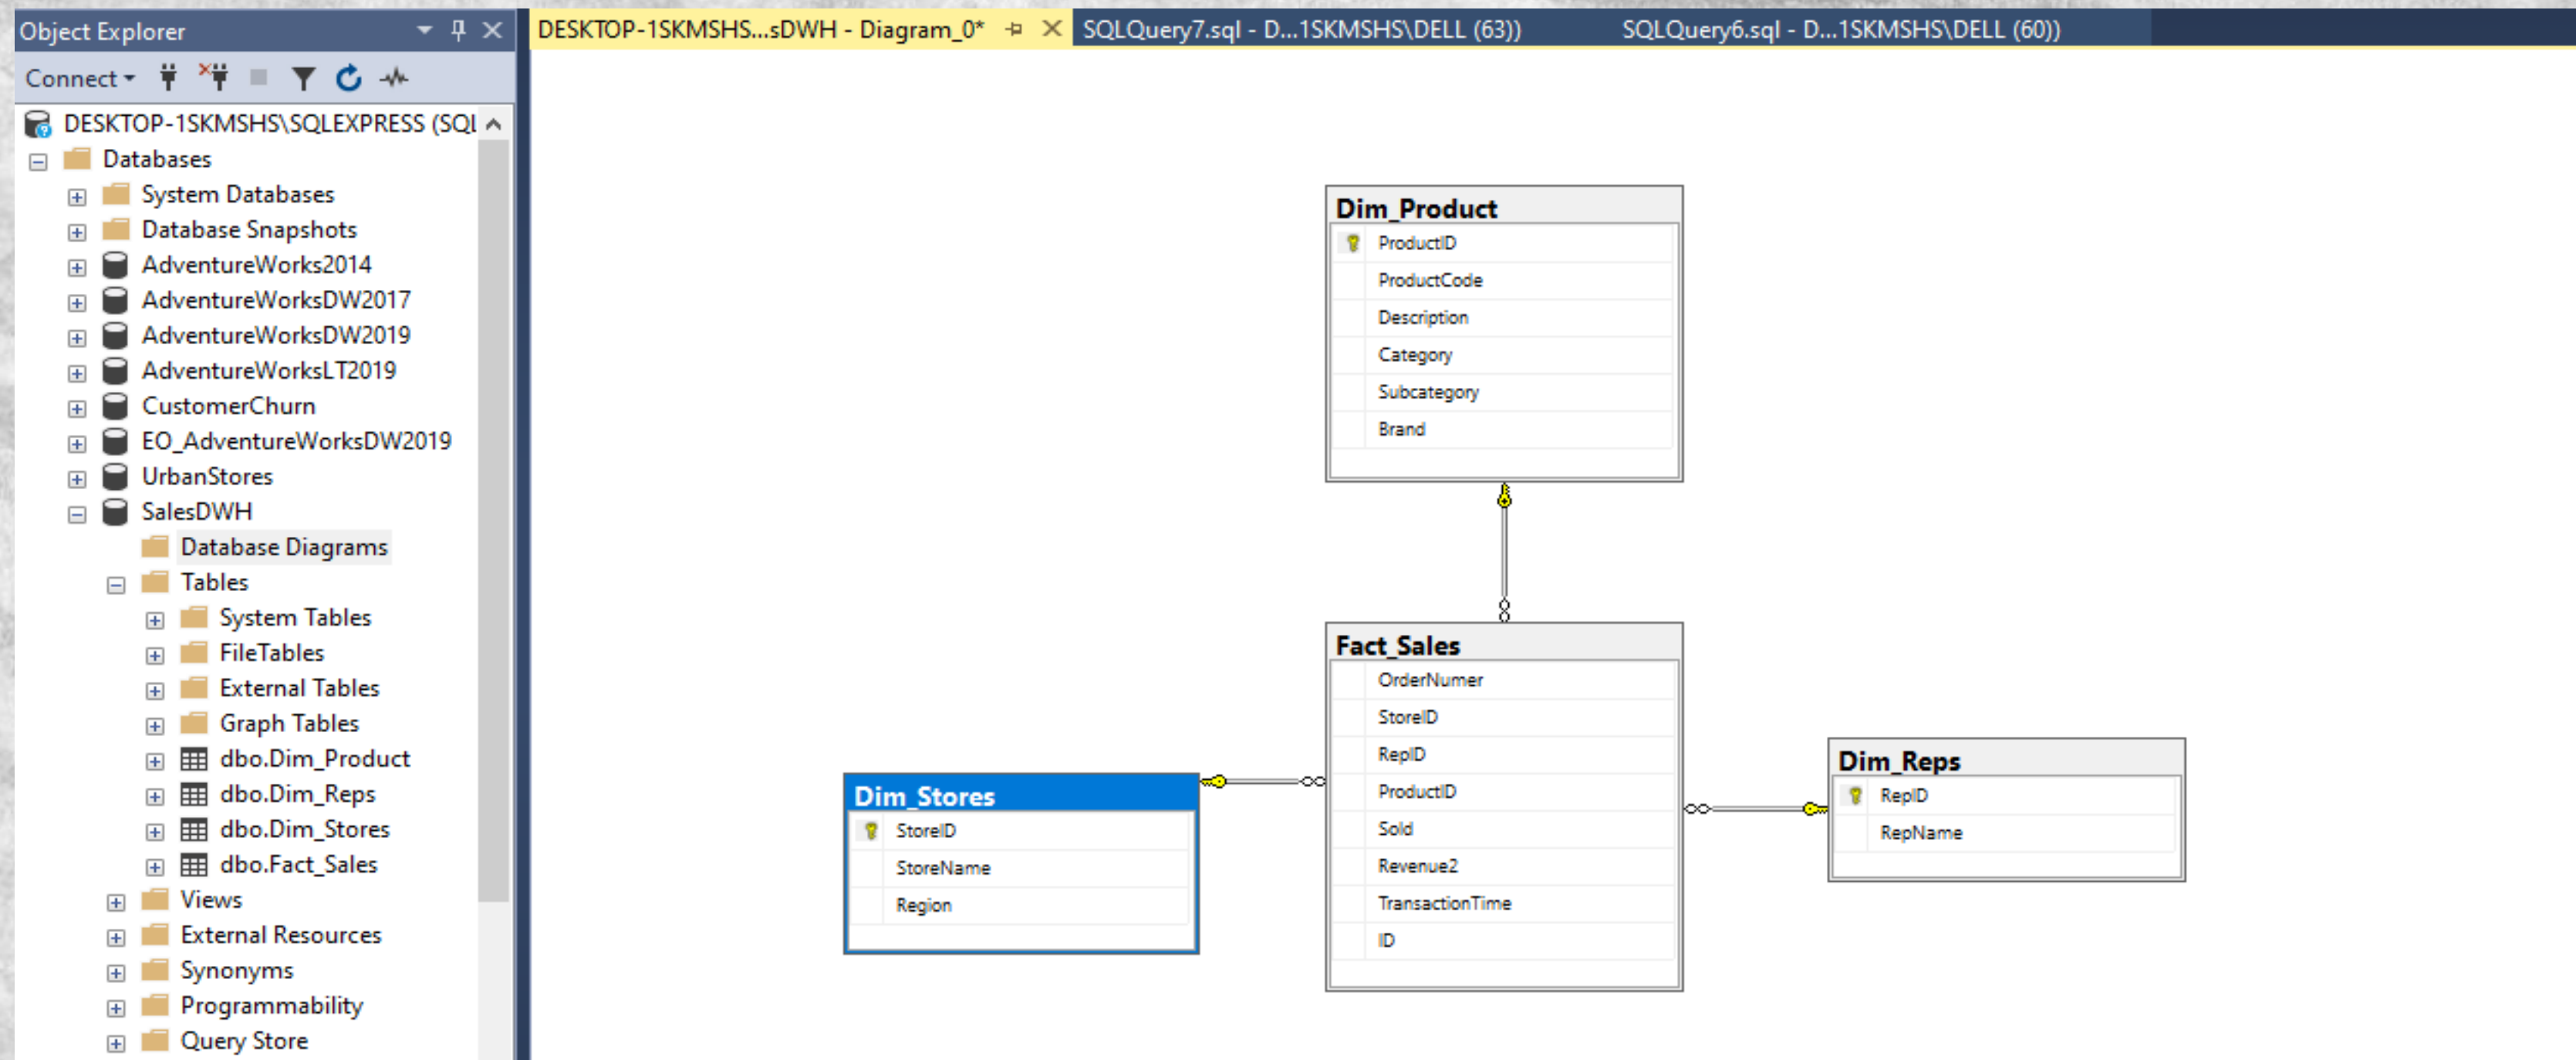 Object Explorer
DESKTOP-1SKMSHS...sDWH - Diagram_0*
SQLQuery7.sql - D...1SKMSHS\DELL (63))
SQLQuery6.sql - D...1SKMSHS\DELL (60))
Connect
DESKTOP-1SKMSHS\SQLEXPRESS (SQL
Databases
System Databases
Database Snapshots
AdventureWorks2014
AdventureWorksDW2017
AdventureWorksDW2019
AdventureWorksLT2019
CustomerChurn
EO_AdventureWorksDW2019
UrbanStores
SalesDWH
Database Diagrams
Tables
System Tables
FileTables
External Tables
Graph Tables
dbo.Dim_Product
dbo.Dim_Reps
dbo.Dim_Stores
dbo.Fact_Sales
Views
External Resources
Synonyms
Programmability
Query Store
Dim_Product
ProductID
ProductCode
Description
Category
Subcategory
Brand
Fact_Sales
OrderNumer
StoreID
RepID
ProductID
Sold
Revenue2
TransactionTime
ID
Dim_Stores
StoreID
StoreName
Region
Dim_Reps
RepID
RepName